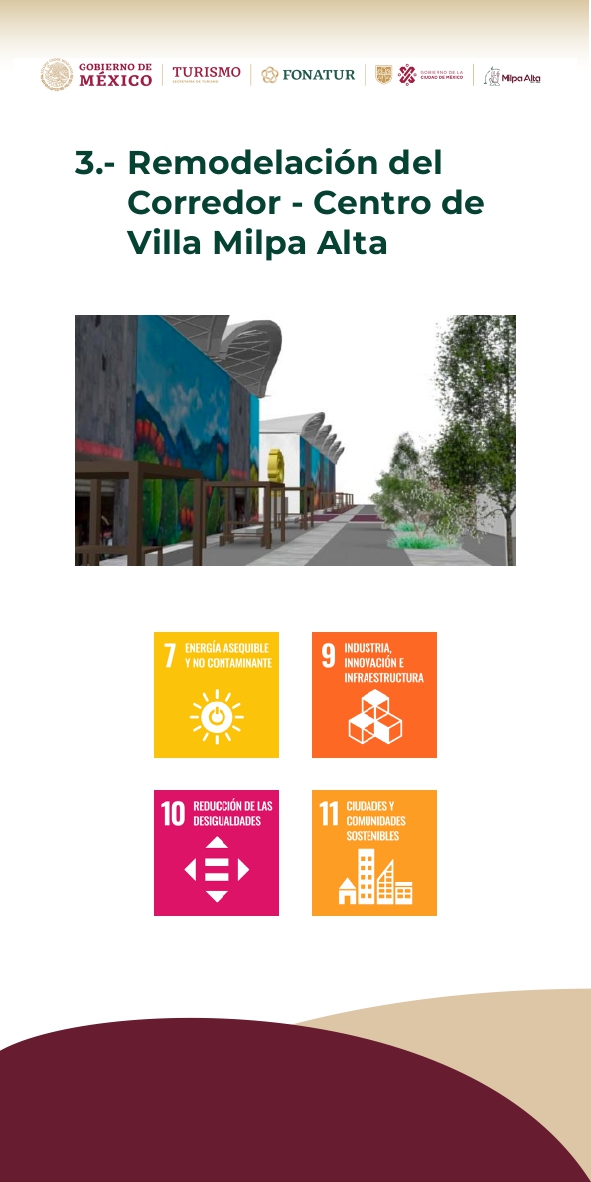 GOBIERNO DE
MÉXICO
TURISMO
SECRETARÍA DE TURISMO
FONATUR
GOBIERNO DE LA
CIUDAD DE MÉXICO
Milpa Alta
3.- Remodelación del
Corredor - Centro de
Villa Milpa Alta
7 ENERGÍA ASEQUIBLE
Y NO CONTAMINANTE
9 INDUSTRIA,
INNOVACIÓN E
INFRAESTRUCTURA
10 REDUCCIÓN DE LAS
DESIGUALDADES
11 CIUDADES Y
COMUNIDADES
SOSTENIBLES